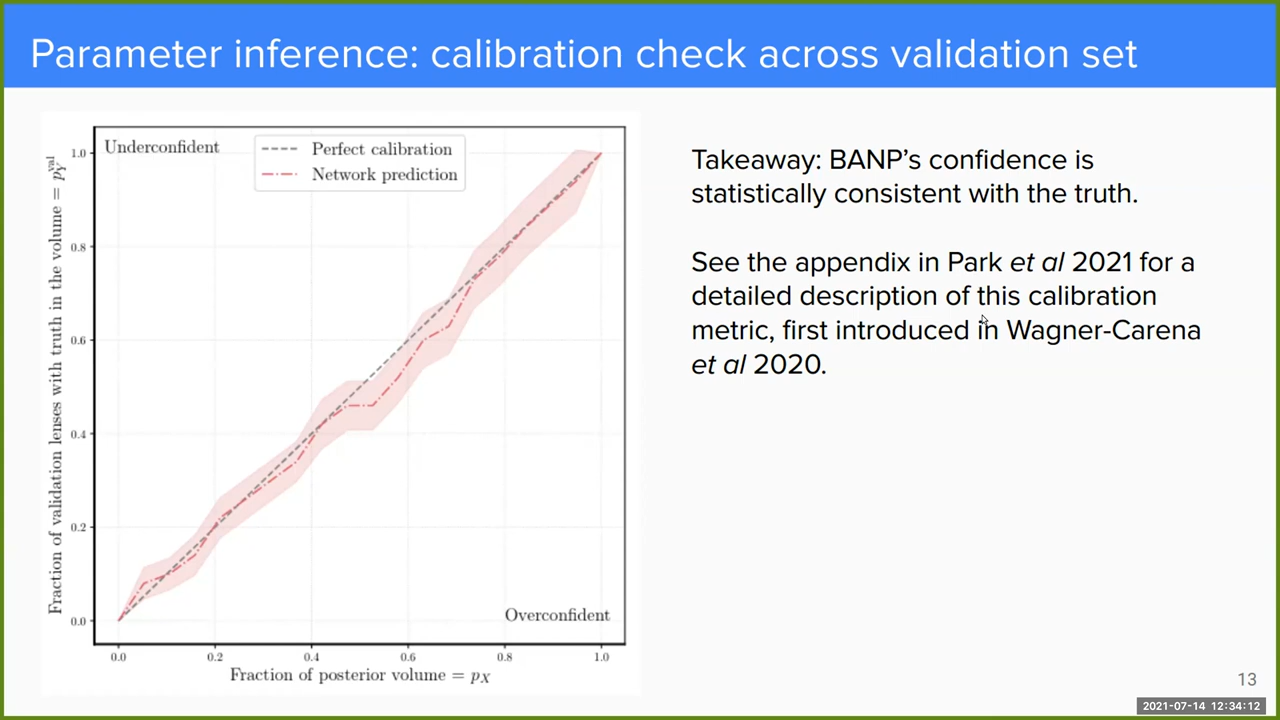 Parameter inference: calibration check across validation set
Underconfident
Perfect calibration
Network prediction
Overconfident
Fraction of validation lenses with truth in the volume = p_Y^val
1.0
0.8
0.6
0.4
0.2
0.0
0.0 0.2 0.4 0.6 0.8 1.0
Fraction of posterior volume = p_X
Takeaway: BANP’s confidence is
statistically consistent with the truth.
See the appendix in Park et al 2021 for a
detailed description of this calibration
metric, first introduced in Wagner-Carena
et al 2020.
13
2021-07-14 12:34:12